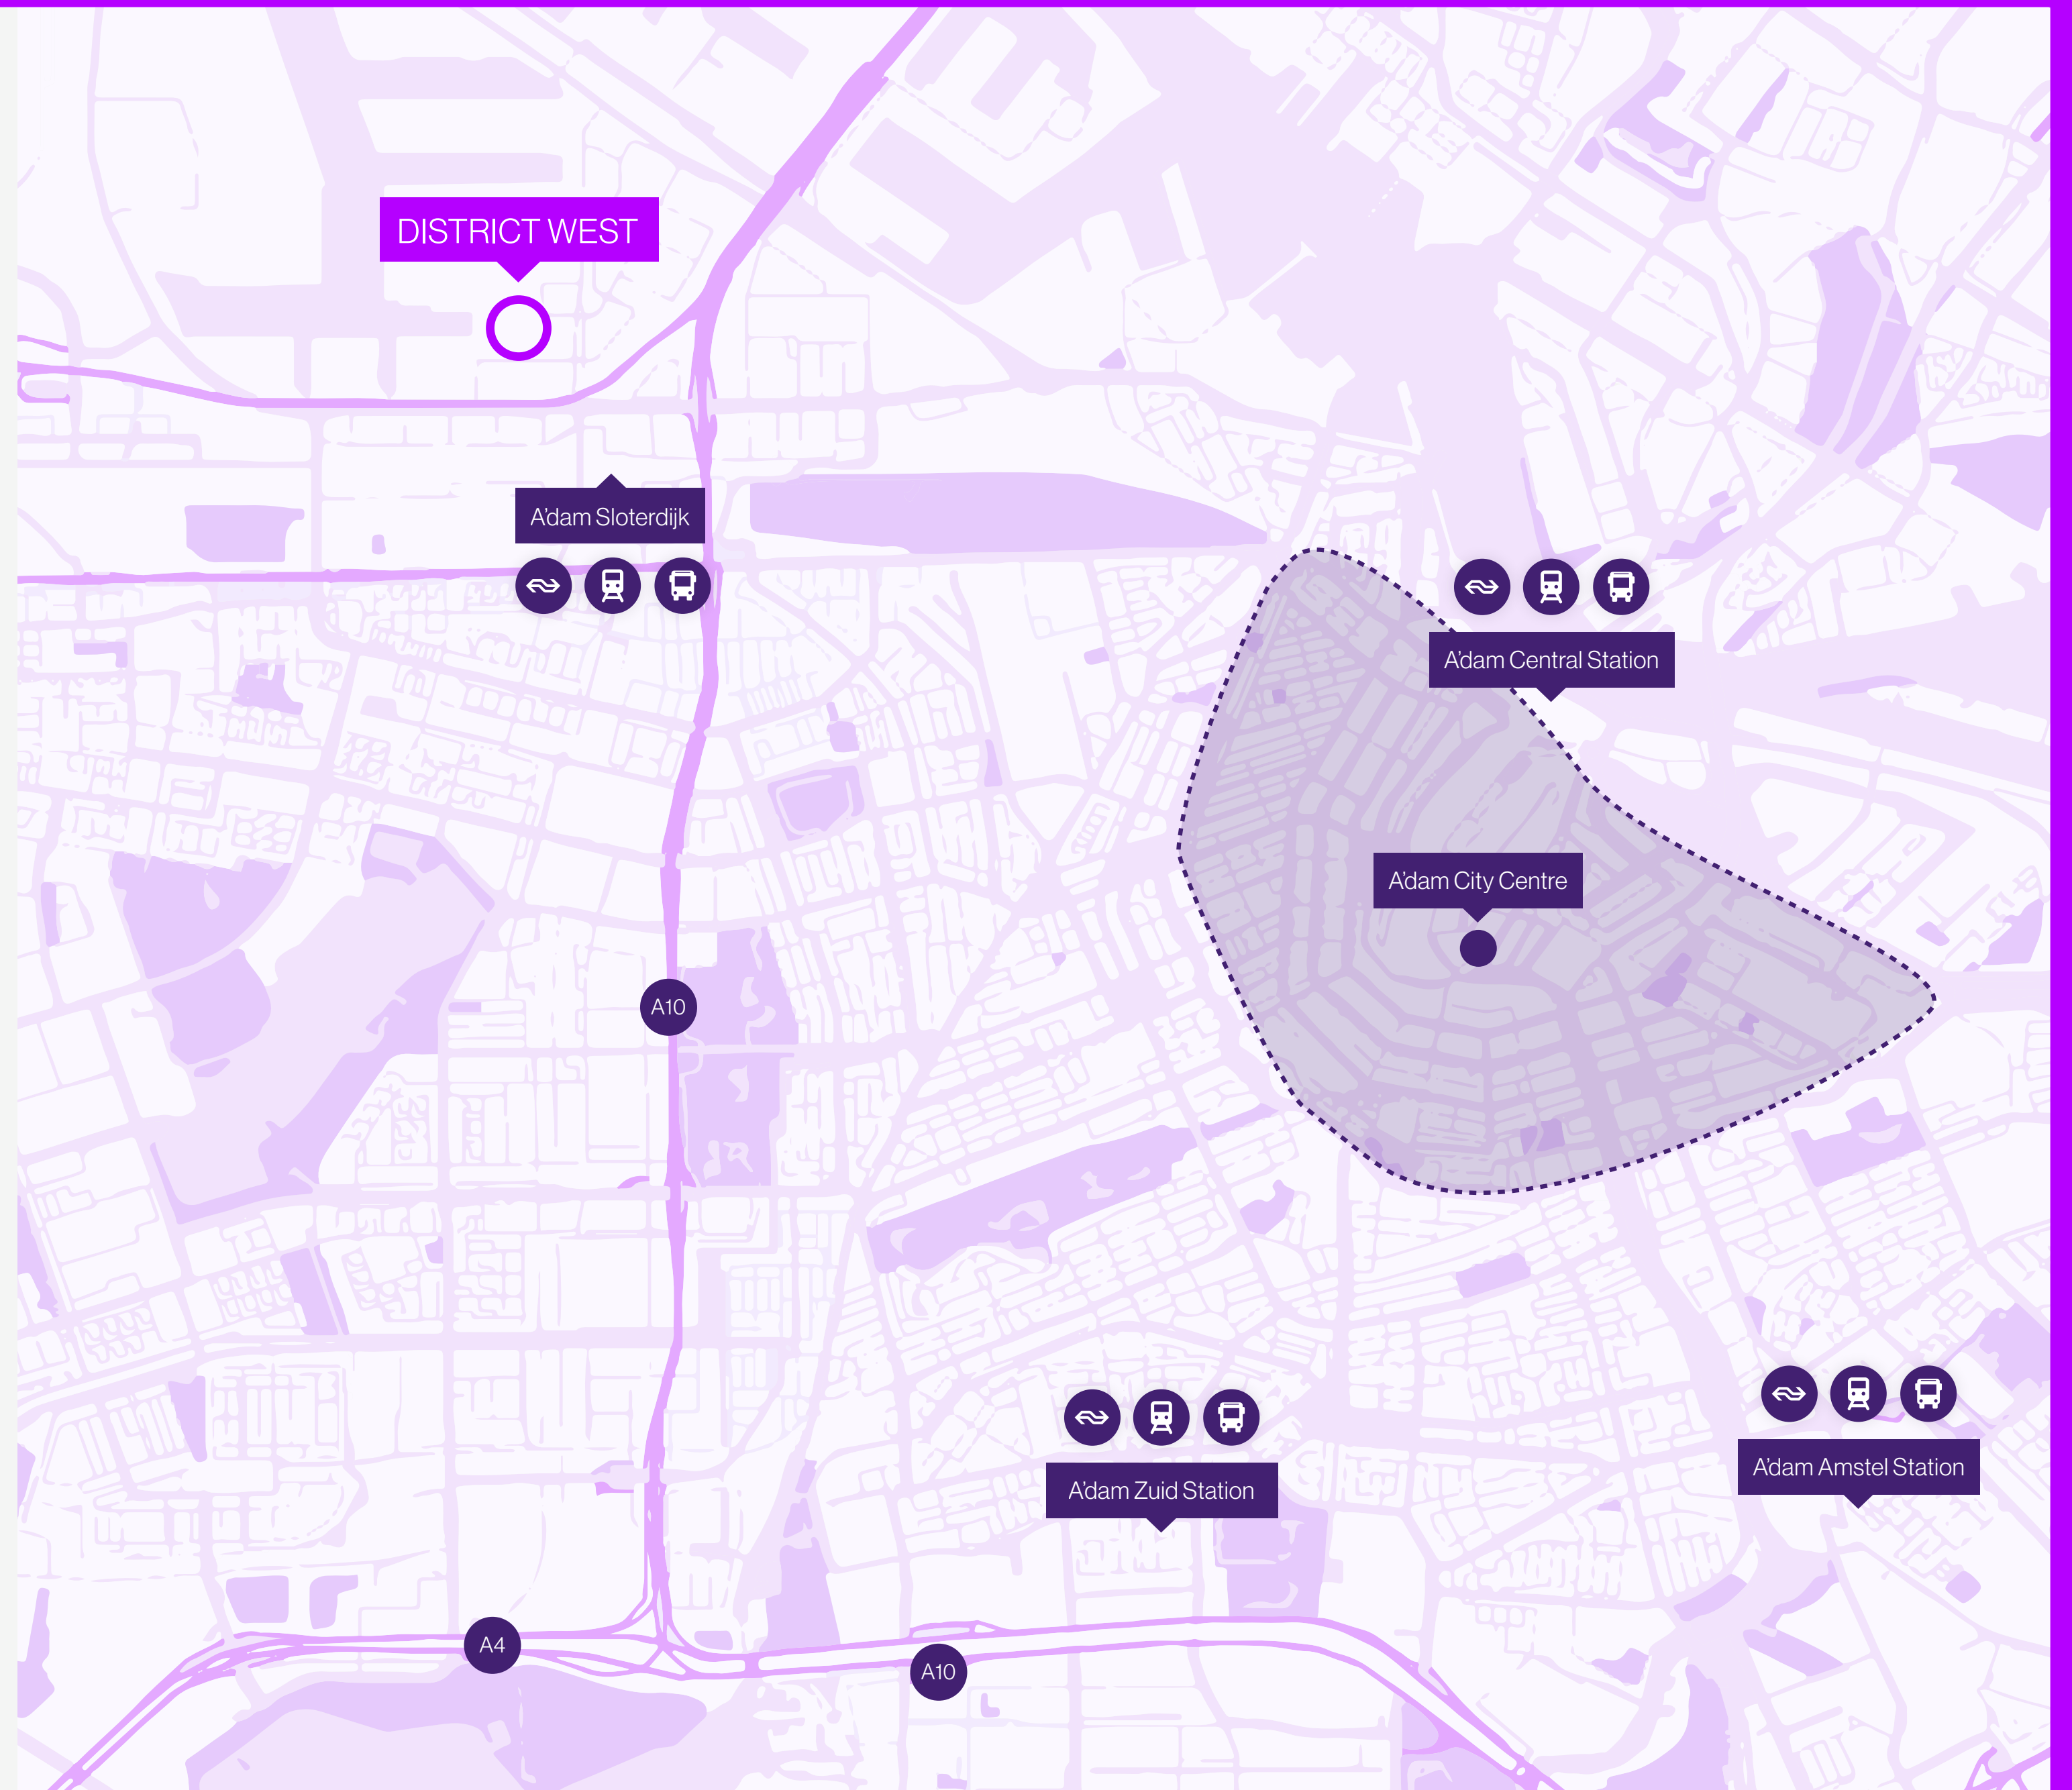 DISTRICT WEST
A'dam Sloterdijk
A'dam Central Station
A'dam City Centre
A10
A'dam Zuid Station
A'dam Amstel Station
A4
A10